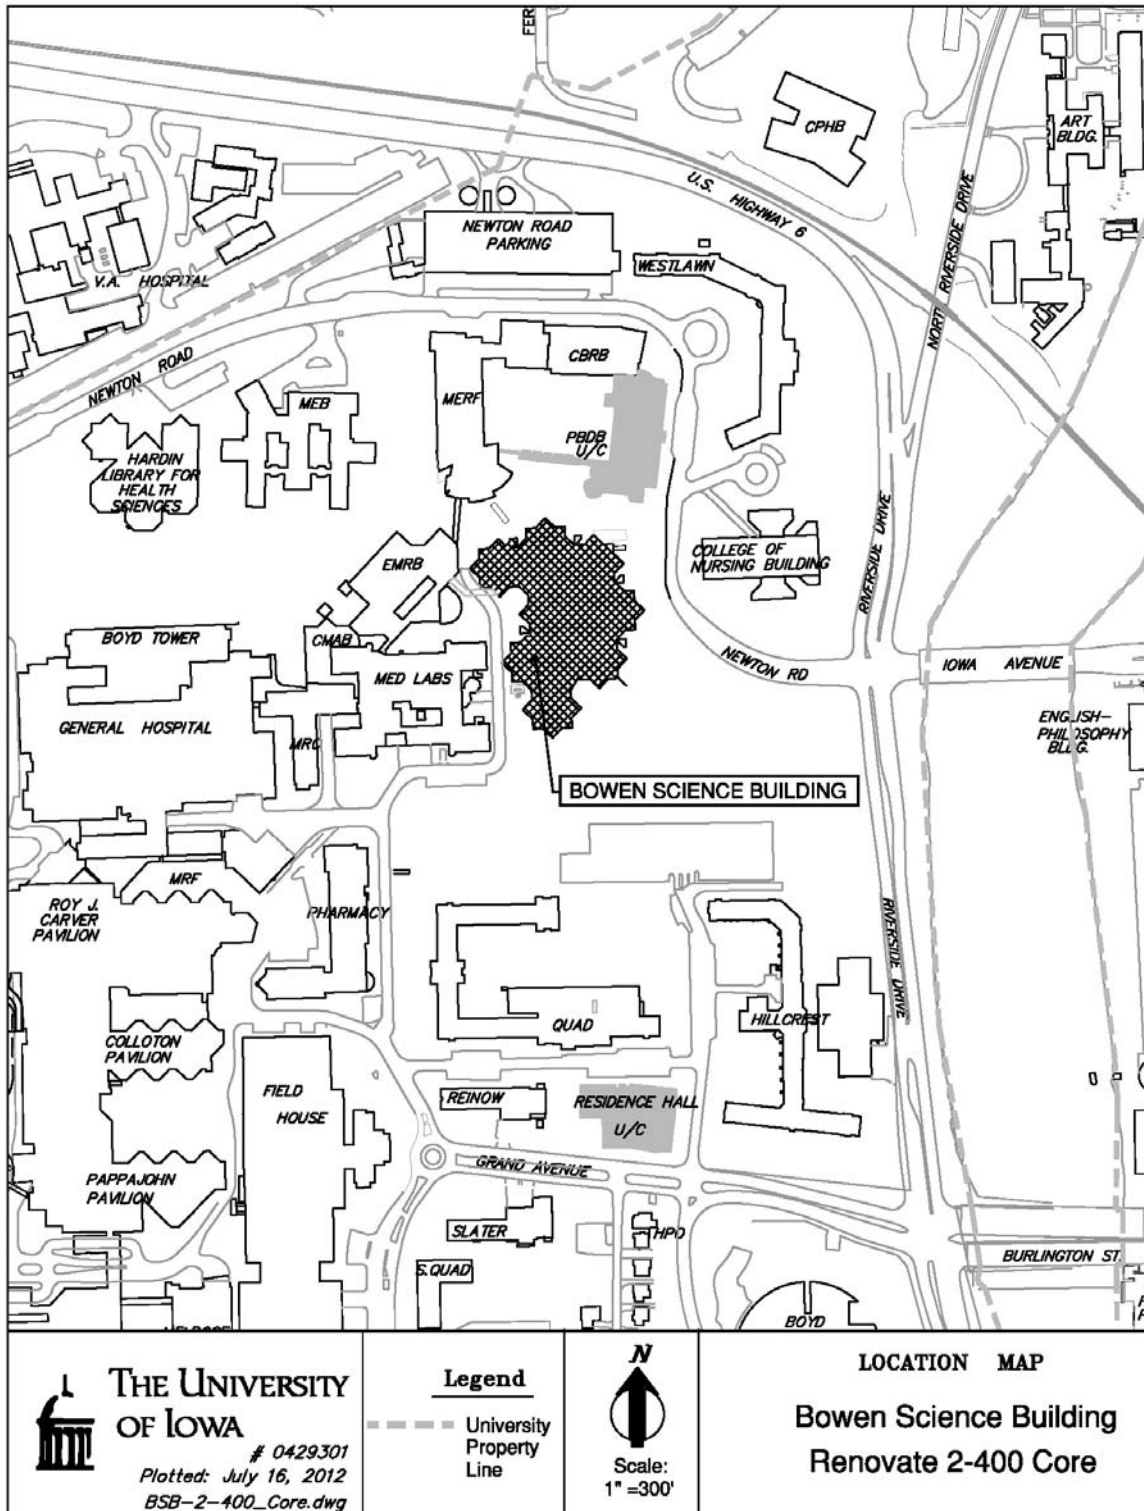 FER
CPHB
ART
BLDG.
U.S. HIGHWAY 6
NORTH RIVERSIDE DRIVE
NEWTON ROAD
PARKING
WESTLAWN
V.A. HOSPITAL
NEWTON ROAD
CBRB
MERF
MEB
PBDB
U/C
HARDIN
LIBRARY FOR
HEALTH
SCIENCES
COLLEGE OF
NURSING BUILDING
RIVERSIDE DRIVE
EMRB
BOYD TOWER
CMAB
MED LABS
NEWTON RD
IOWA AVENUE
GENERAL HOSPITAL
MRC
ENGLISH-
PHILOSOPHY
BLDG.
BOWEN SCIENCE BUILDING
MRF
ROY J.
CARVER
PAVILION
PHARMACY
RIVERSIDE DRIVE
QUAD
HILLCREST
COLLOTON
PAVILION
FIELD
HOUSE
REINOW
RESIDENCE HALL
U/C
GRAND AVENUE
PAPPAJOHN
PAVILION
SLATER
IHPO
S.QUAD
BURLINGTON ST.
BOYD
THE UNIVERSITY
OF IOWA
# 0429301
Plotted: July 16, 2012
BSB-2-400_Core.dwg
Legend
University
Property
Line
N
Scale:
1" =300'
LOCATION MAP
Bowen Science Building
Renovate 2-400 Core